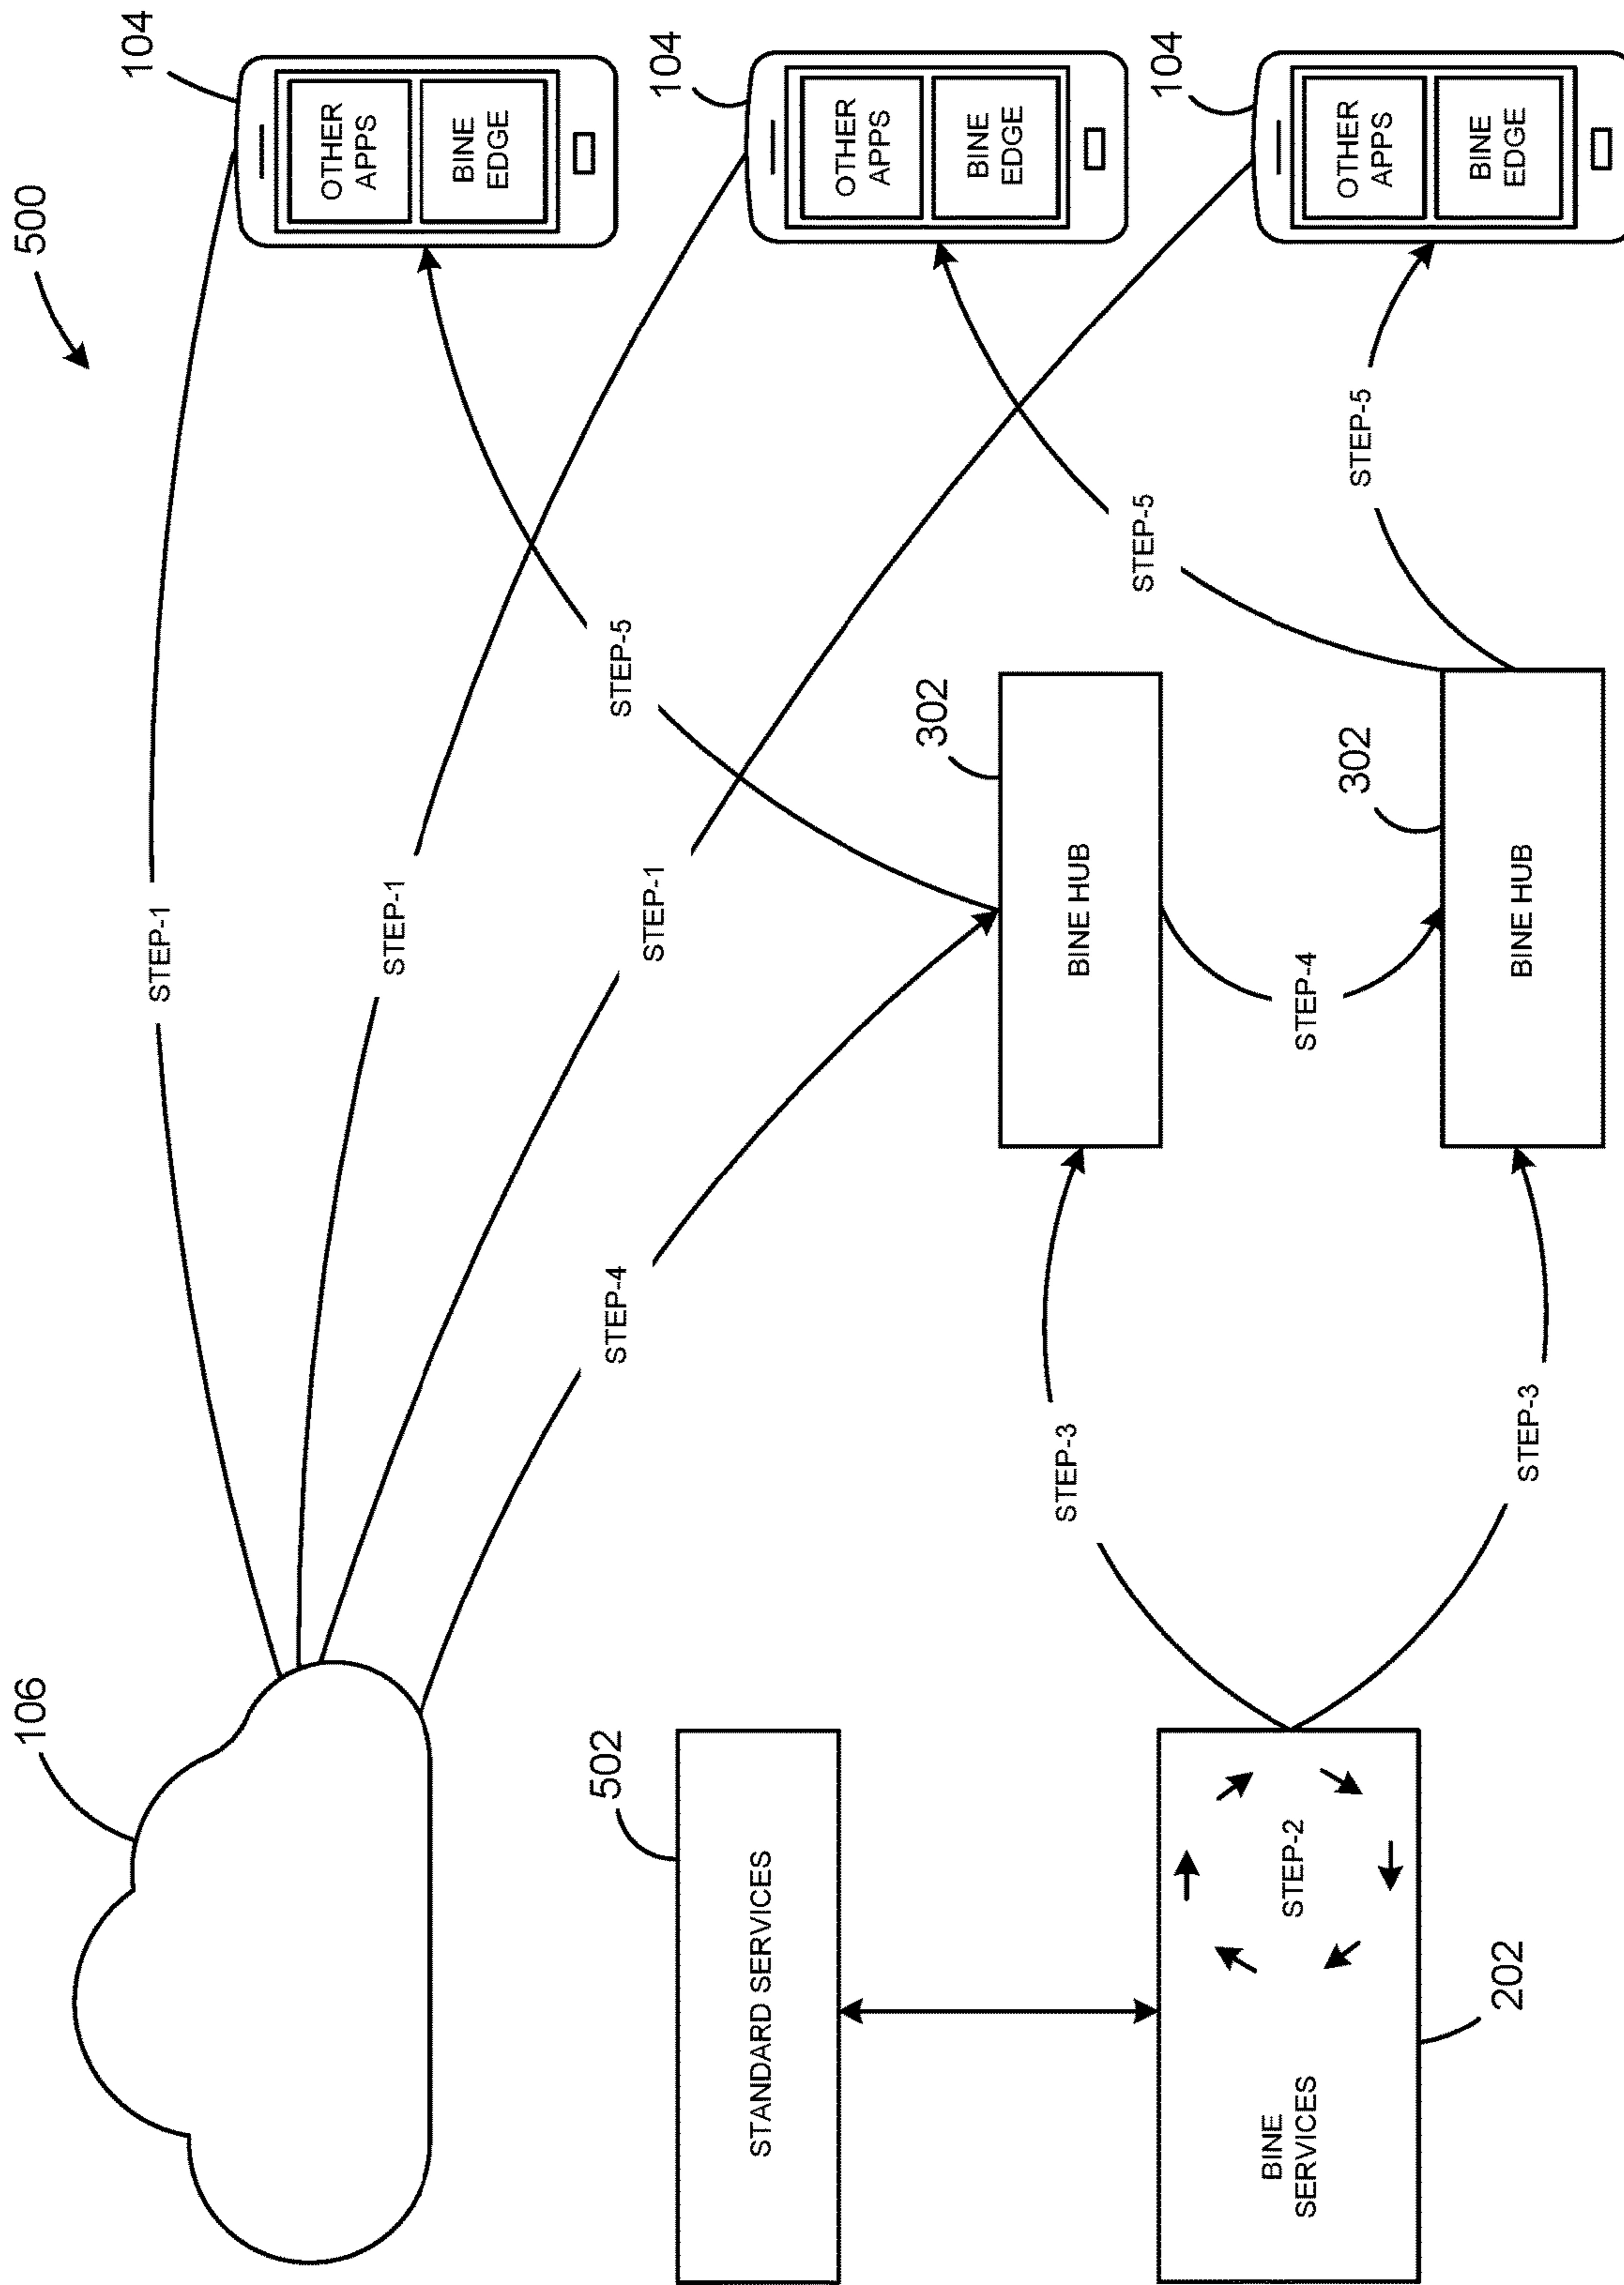 500
106
STEP-1
104
OTHER
APPS
BINE
EDGE
STEP-1
104
OTHER
APPS
BINE
EDGE
STEP-1
104
OTHER
APPS
BINE
EDGE
STEP-4
STEP-5
STEP-5
STEP-5
502
STANDARD SERVICES
302
BINE HUB
STEP-4
302
BINE HUB
STEP-3
STEP-3
BINE
SERVICES
STEP-2
202